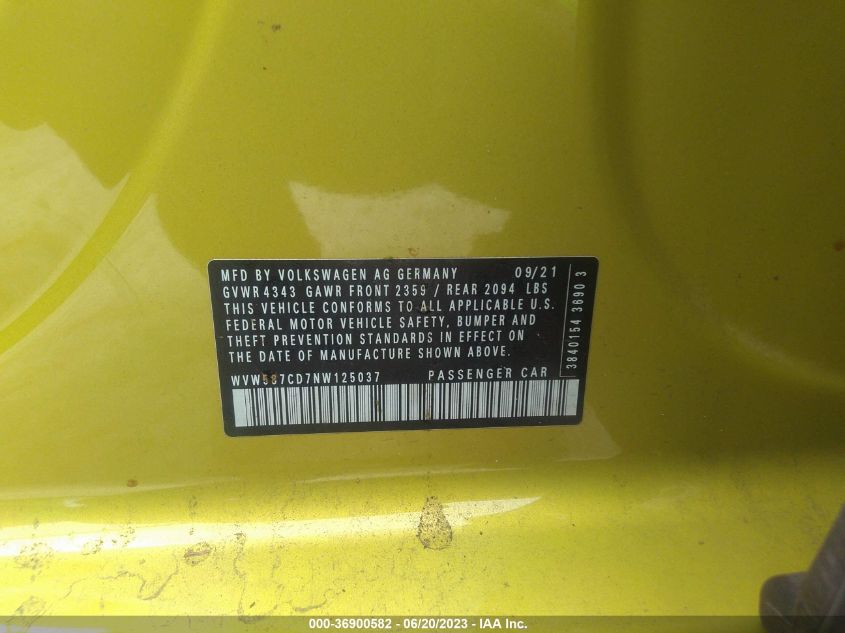 MFD BY VOLKSWAGEN AG GERMANY 09/21
GVWR 4343 GAWR FRONT 2359 / REAR 2094 LBS
THIS VEHICLE CONFORMS TO ALL APPLICABLE U.S.
FEDERAL MOTOR VEHICLE SAFETY, BUMPER AND
THEFT PREVENTION STANDARDS IN EFFECT ON
THE DATE OF MANUFACTURE SHOWN ABOVE.
WVW587CD7NW125037 PASSENGER CAR
3840154 3690 3
000-36900582 / 06/20/2023 / IAA Inc.